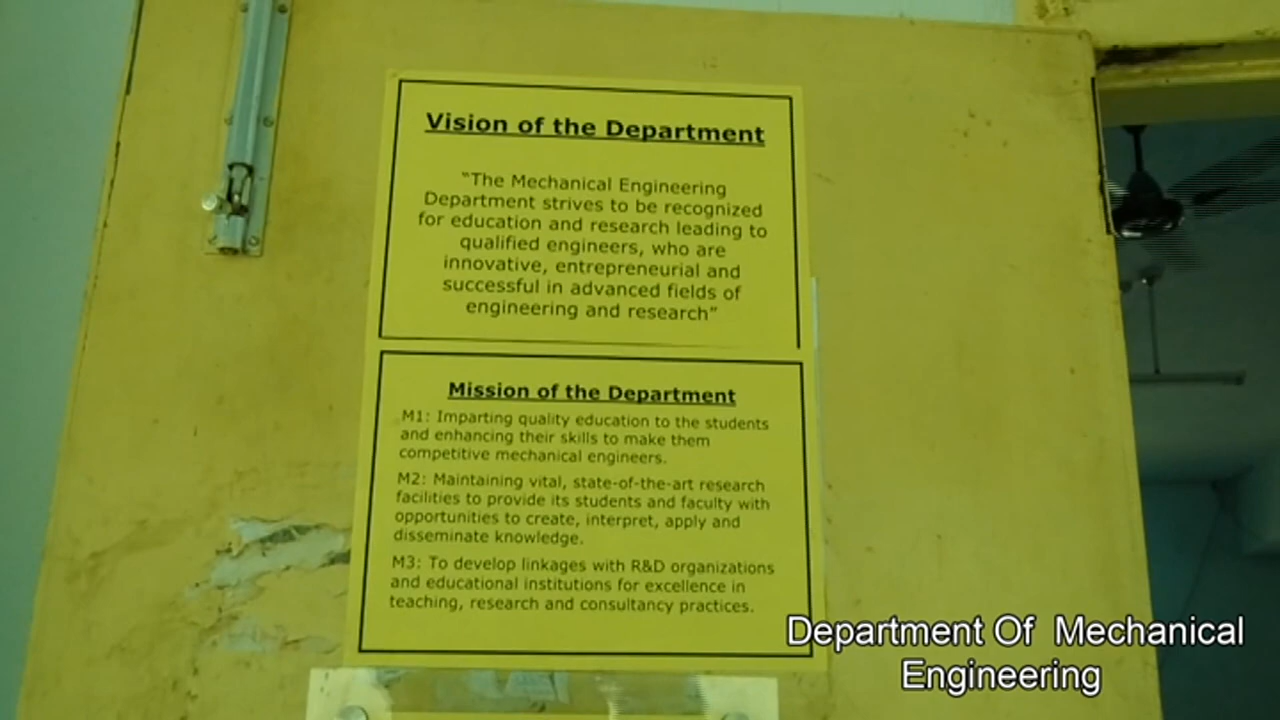 Vision of the Department
"The Mechanical Engineering
Department strives to be recognized
for education and research leading to
qualified engineers, who are
innovative, entrepreneurial and
successful in advanced fields of
engineering and research"
Mission of the Department
M1: Imparting quality education to the students
and enhancing their skills to make them
competitive mechanical engineers.
M2: Maintaining vital, state-of-the-art research
facilities to provide its students and faculty with
opportunities to create, interpret, apply and
disseminate knowledge.
M3: To develop linkages with R&D organizations
and educational institutions for excellence in
teaching, research and consultancy practices.
Department Of Mechanical
Engineering